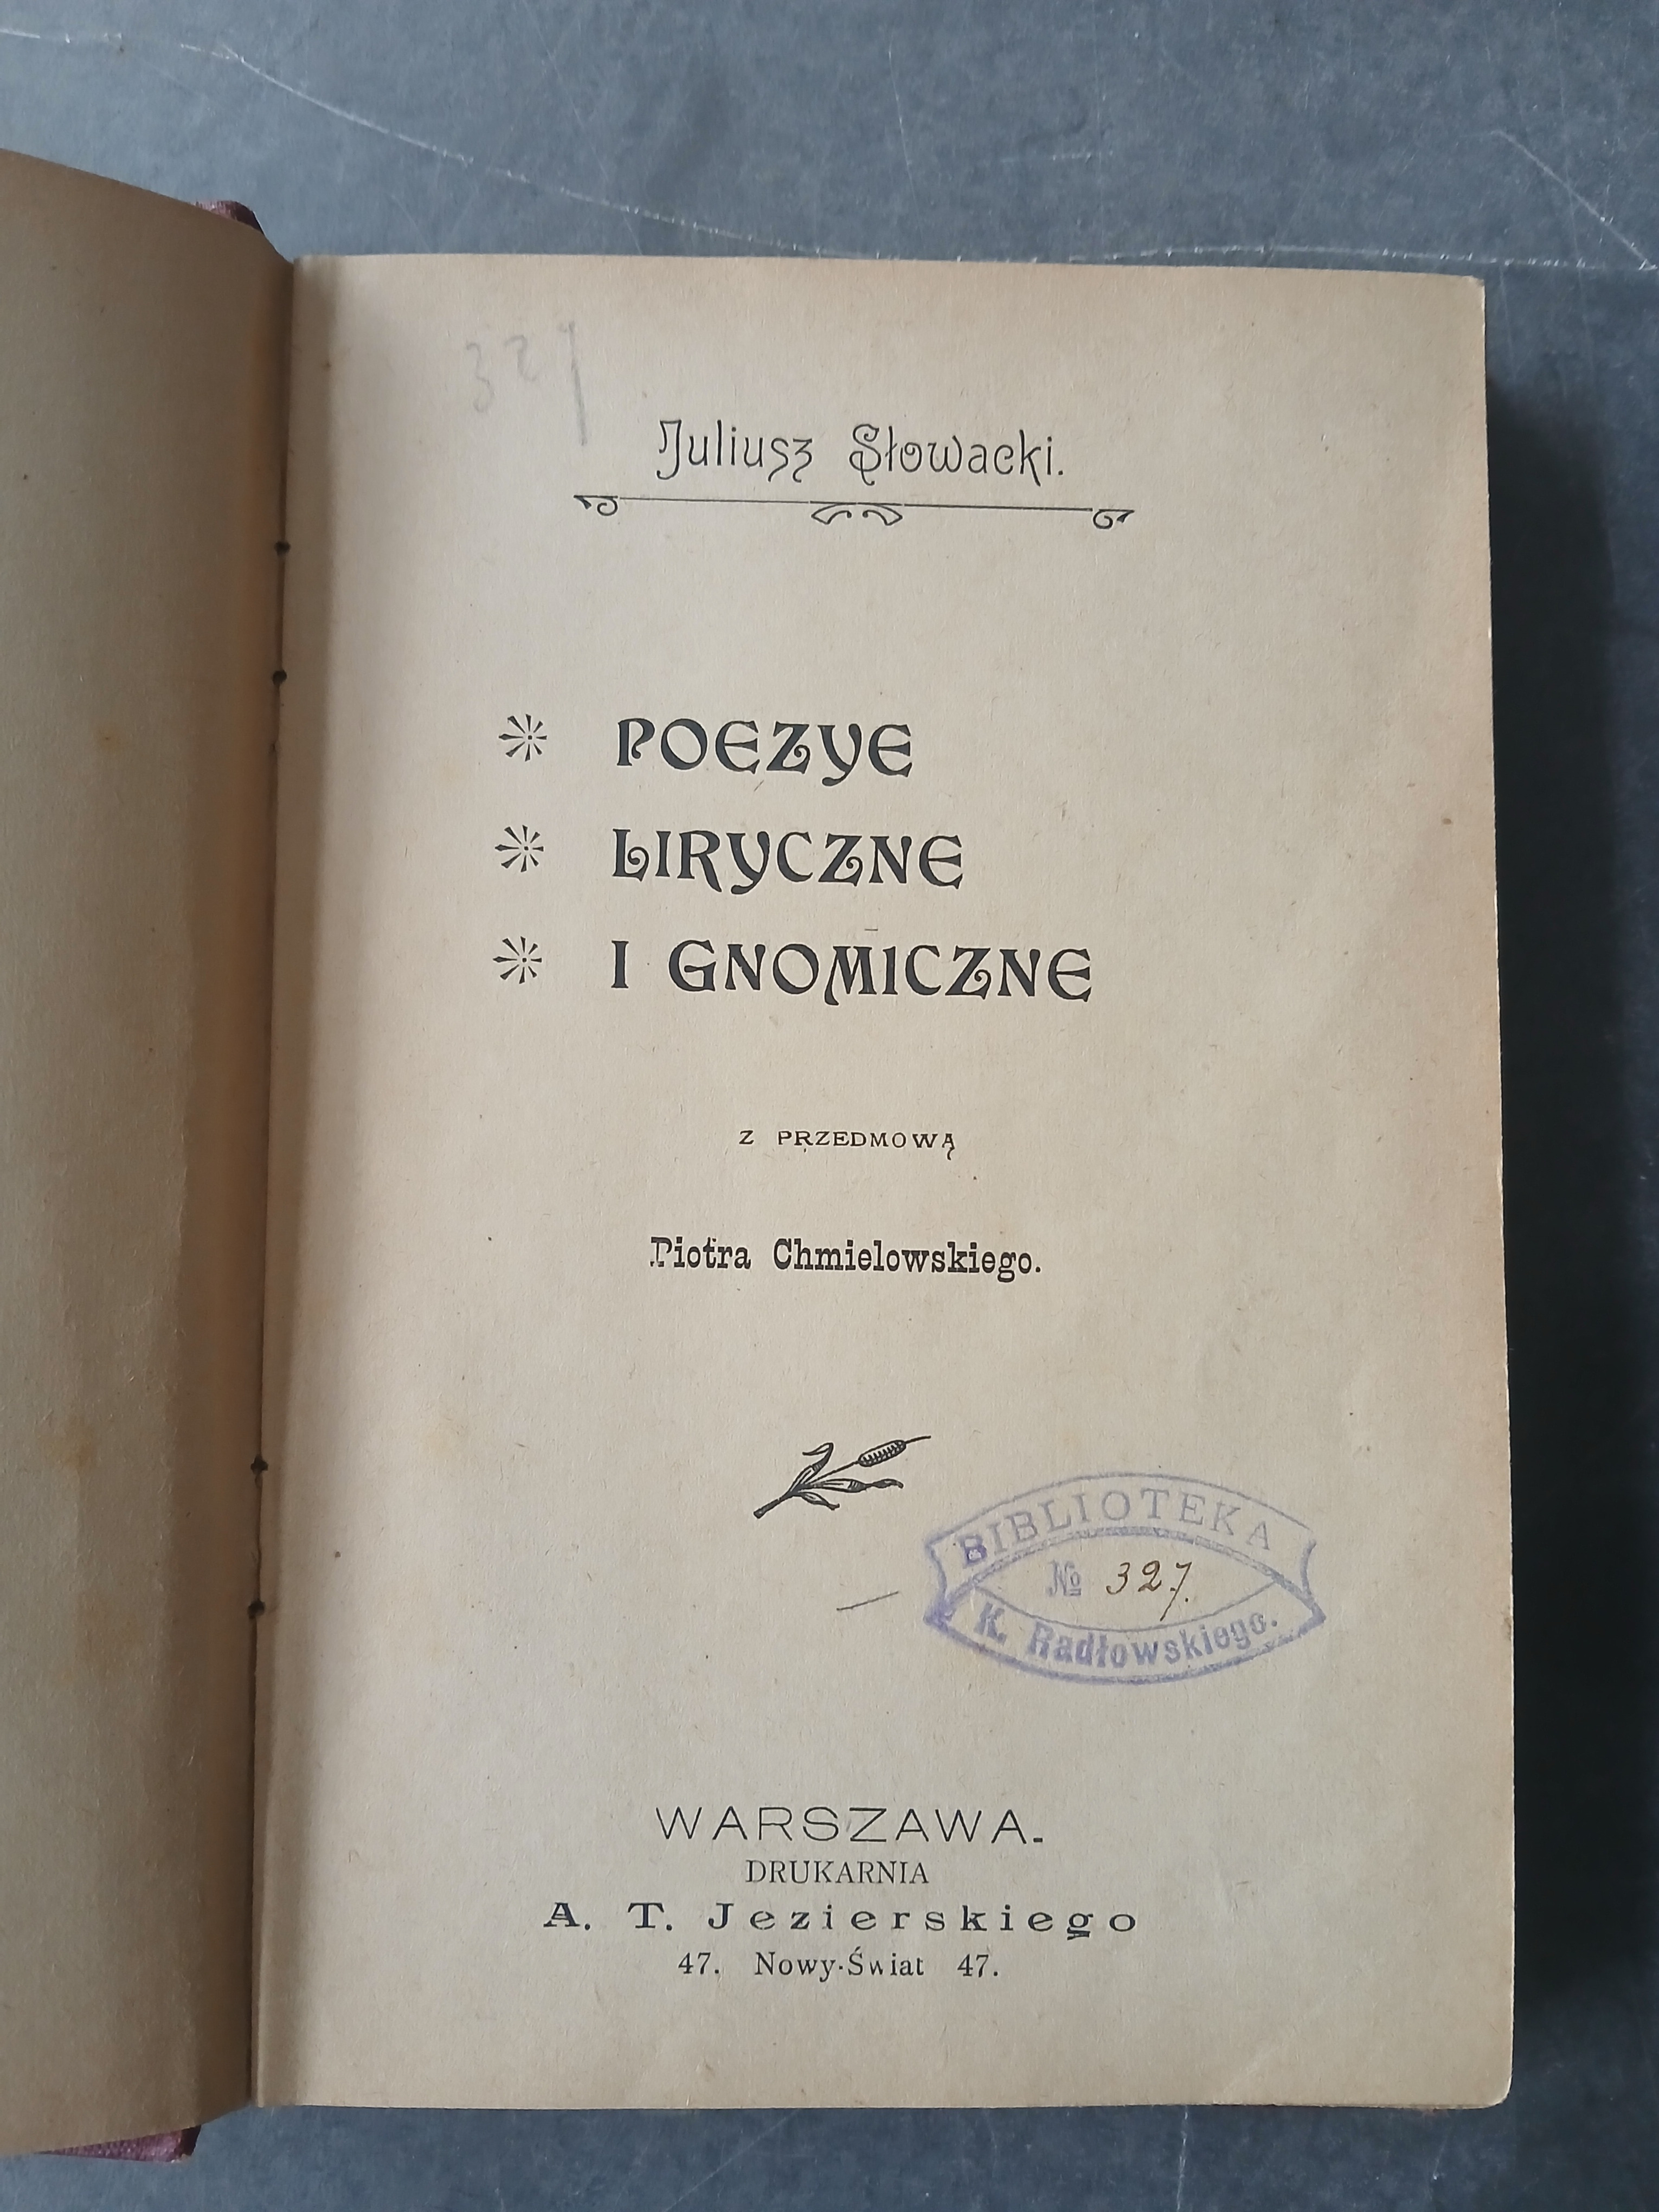 327
Juliusz Słowacki.
POEZYE
LIRYCZNE
I GNOMICZNE
Z PRZEDMOWĄ
Piotra Chmielowskiego.
BIBLIOTEKA
№ 327.
K. Radłowskiego.
WARSZAWA.
DRUKARNIA
A. T. Jezierskiego
47. Nowy-Świat 47.